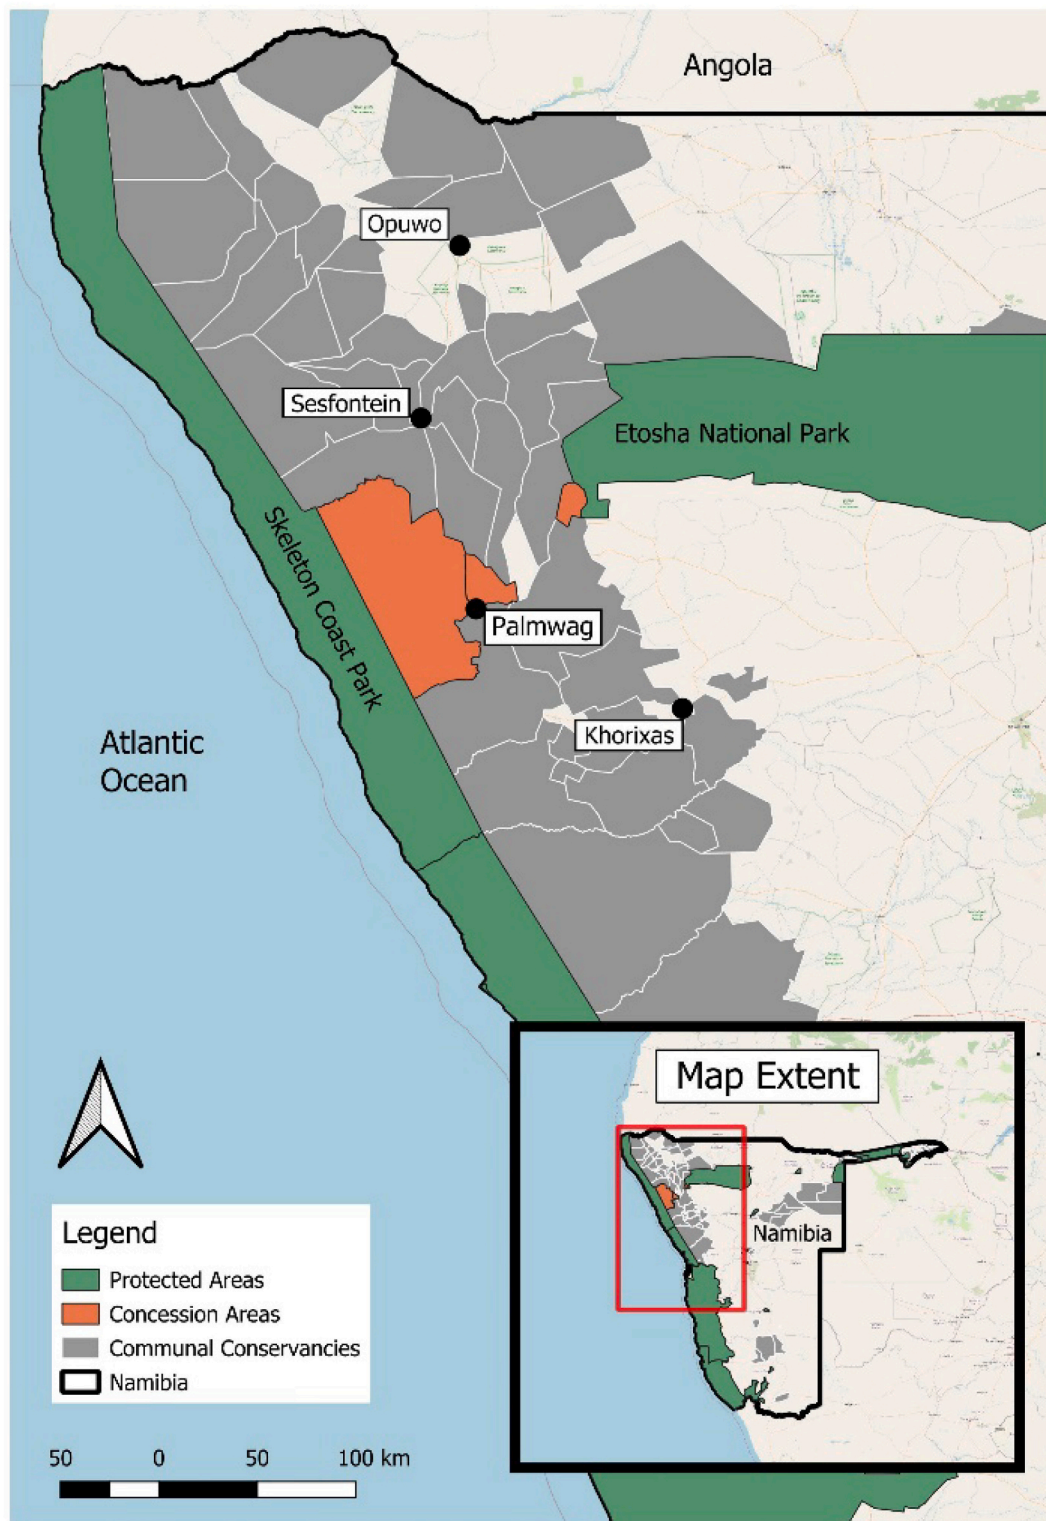 Angola
Opuwo
Sesfontein
Etosha National Park
Skeleton Coast Park
Palmwag
Khorixas
Atlantic
Ocean
Map Extent
Namibia
Legend
Protected Areas
Concession Areas
Communal Conservancies
Namibia
50 0 50 100 km